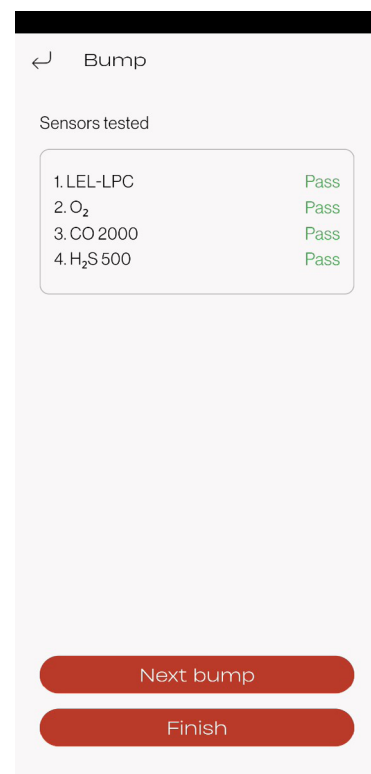 Bump
Sensors tested
1. LEL-LPC Pass
2. O₂ Pass
3. CO 2000 Pass
4. H₂S 500 Pass
Next bump
Finish